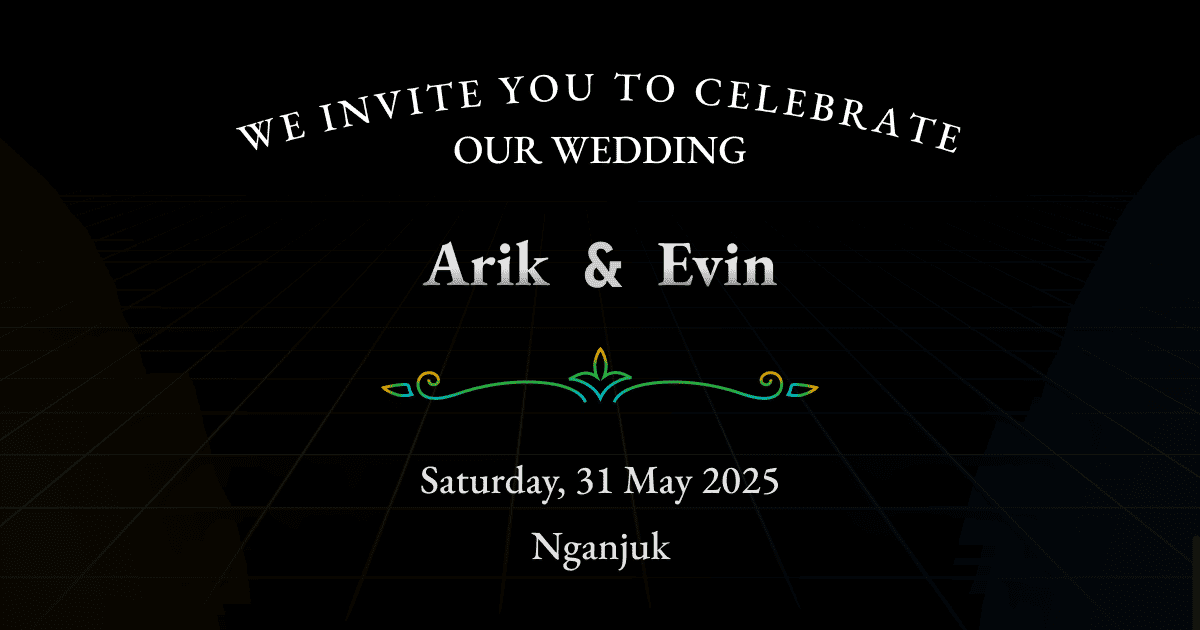 WE INVITE YOU TO CELEBRATE
OUR WEDDING
Arik & Evin
Saturday, 31 May 2025
Nganjuk